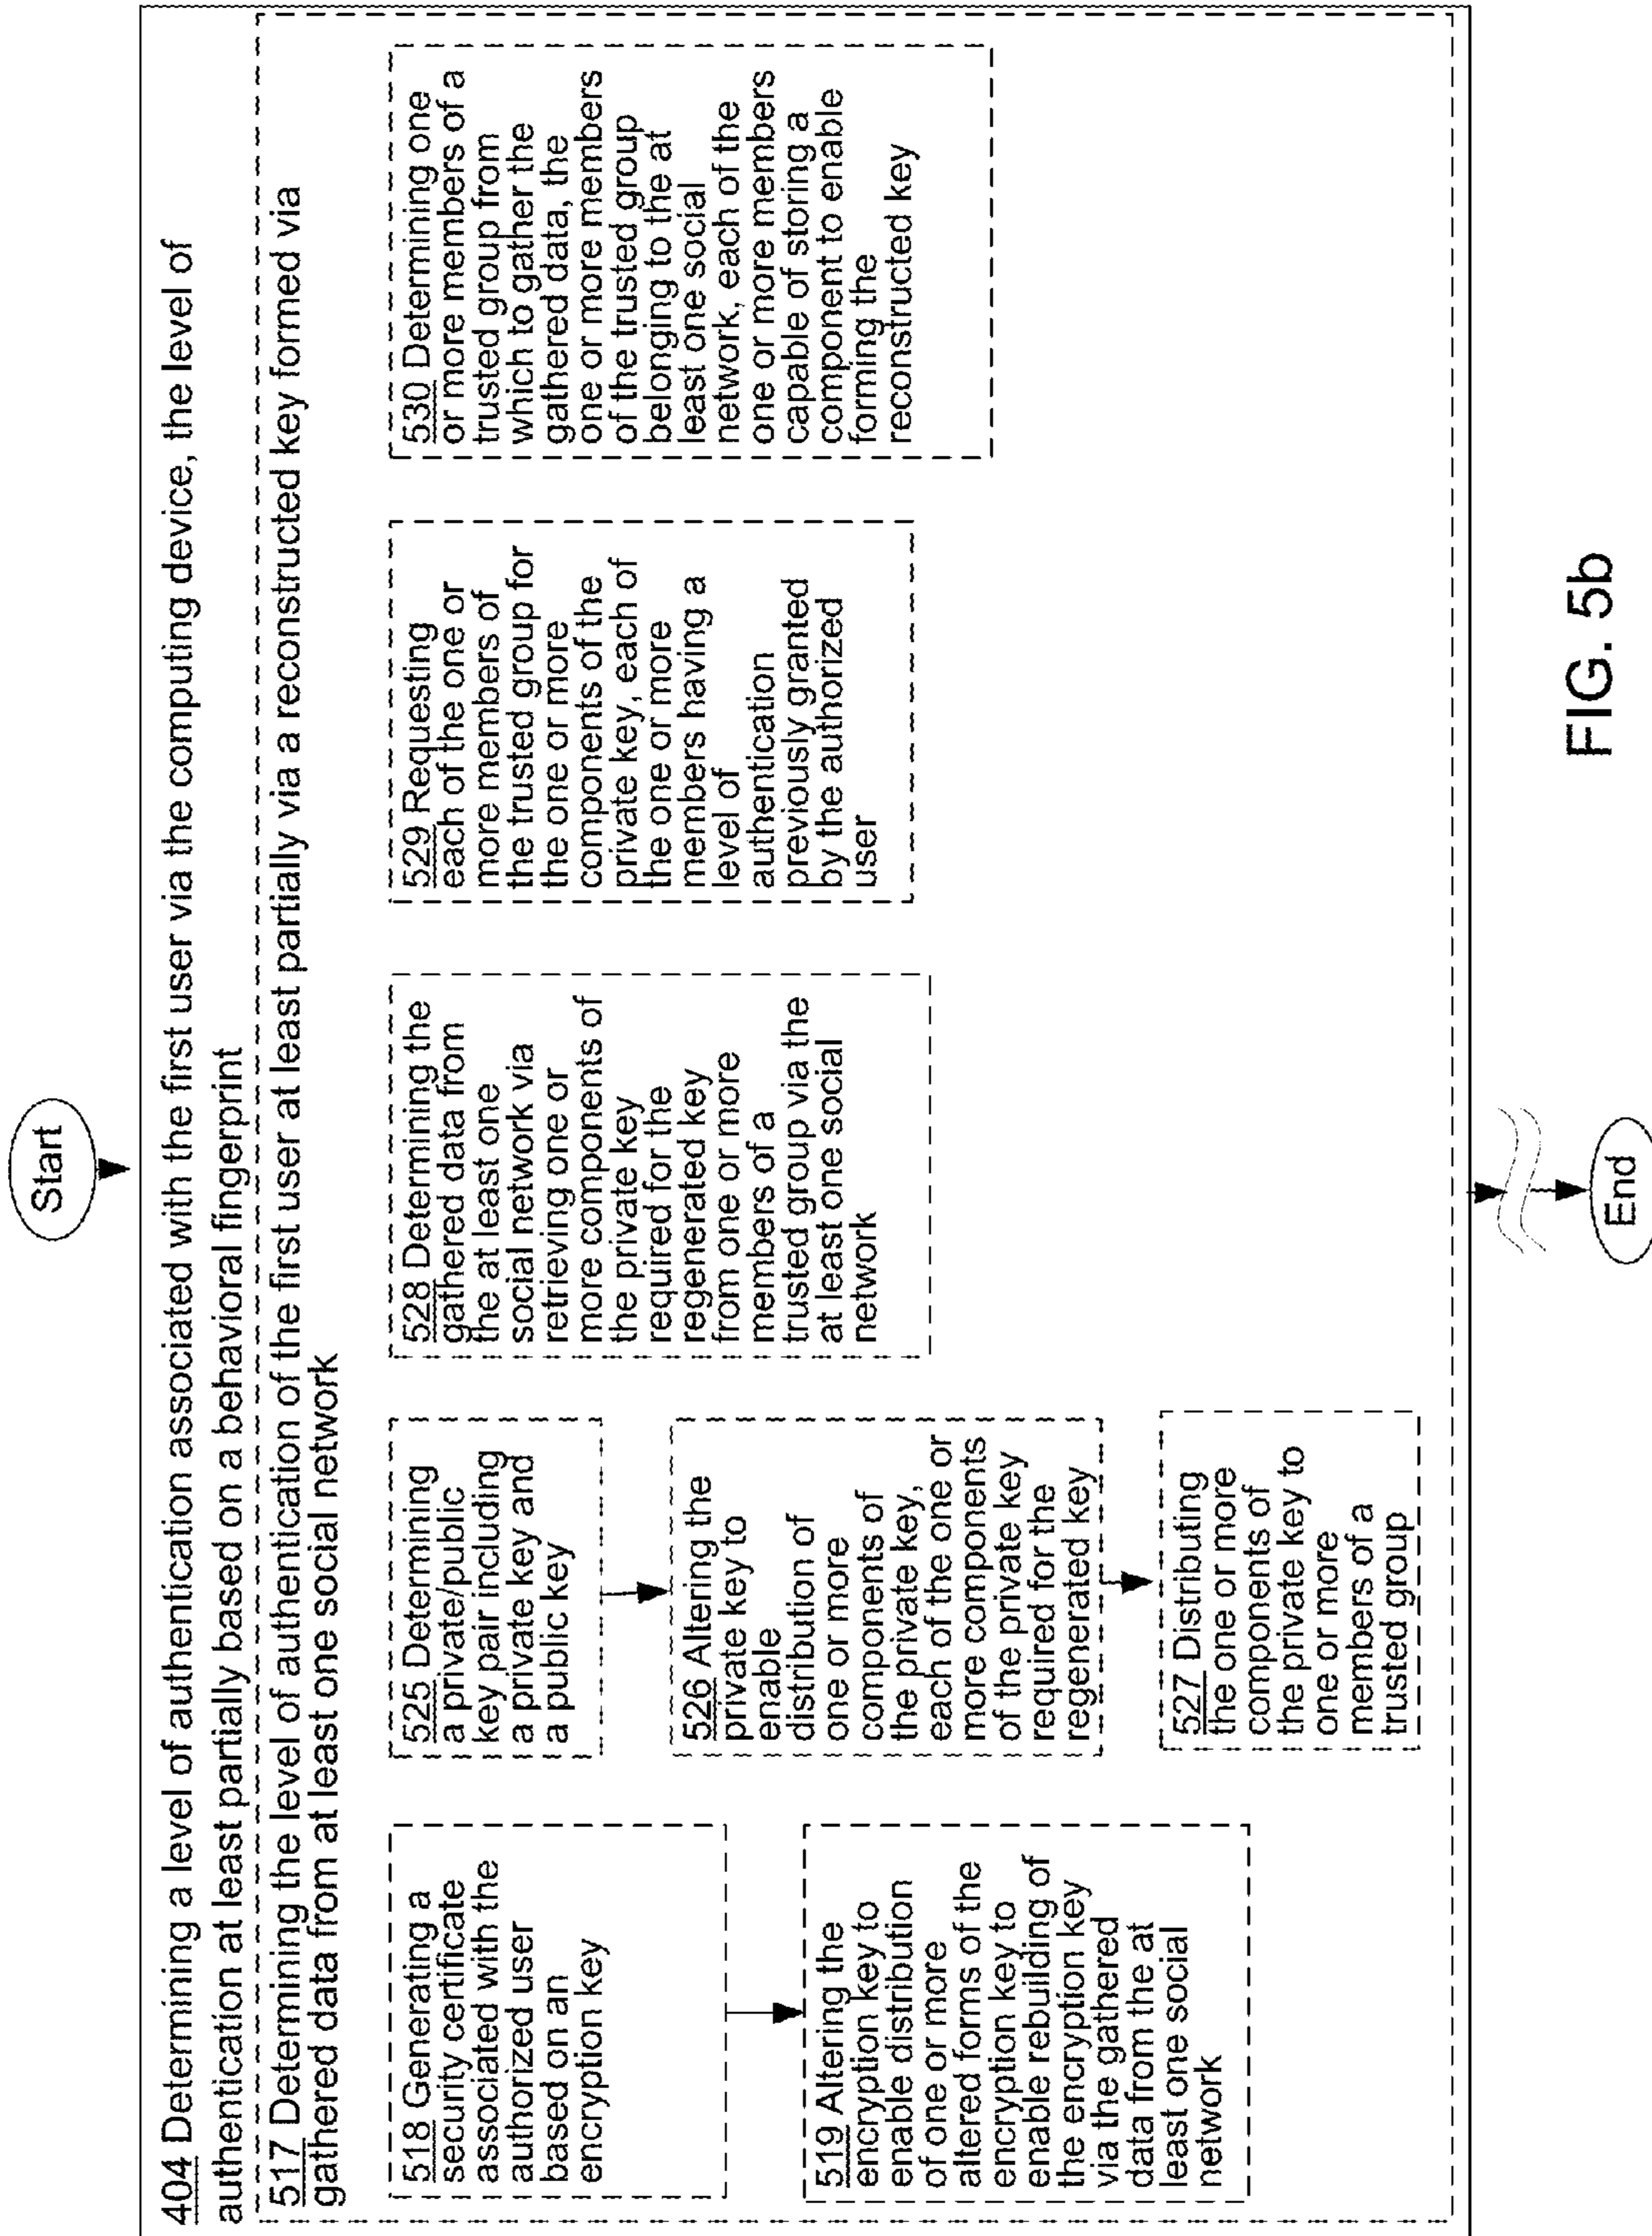 Start
404 Determining a level of authentication associated with the first user via the computing device, the level of
authentication at least partially based on a behavioral fingerprint
517 Determining the level of authentication of the first user at least partially via a reconstructed key formed via
gathered data from at least one social network
518 Generating a
security certificate
associated with the
authorized user
based on an
encryption key
519 Altering the
encryption key to
enable distribution
of one or more
altered forms of the
encryption key to
enable rebuilding of
the encryption key
via the gathered
data from the at
least one social
network
525 Determining
a private/public
key pair including
a private key and
a public key
526 Altering the
private key to
enable
distribution of
one or more
components of
the private key,
each of the one or
more components
of the private key
required for the
regenerated key
527 Distributing
the one or more
components of
the private key to
one or more
members of a
trusted group
528 Determining the
gathered data from
the at least one
social network via
retrieving one or
more components of
the private key
required for the
regenerated key
from one or more
members of a
trusted group via the
at least one social
network
529 Requesting
each of the one or
more members of
the trusted group for
the one or more
components of the
private key, each of
the one or more
members having a
level of
authentication
previously granted
by the authorized
user
530 Determining one
or more members of a
trusted group from
which to gather the
gathered data, the
one or more members
of the trusted group
belonging to the at
least one social
network, each of the
one or more members
capable of storing a
component to enable
forming the
reconstructed key
End
FIG. 5b